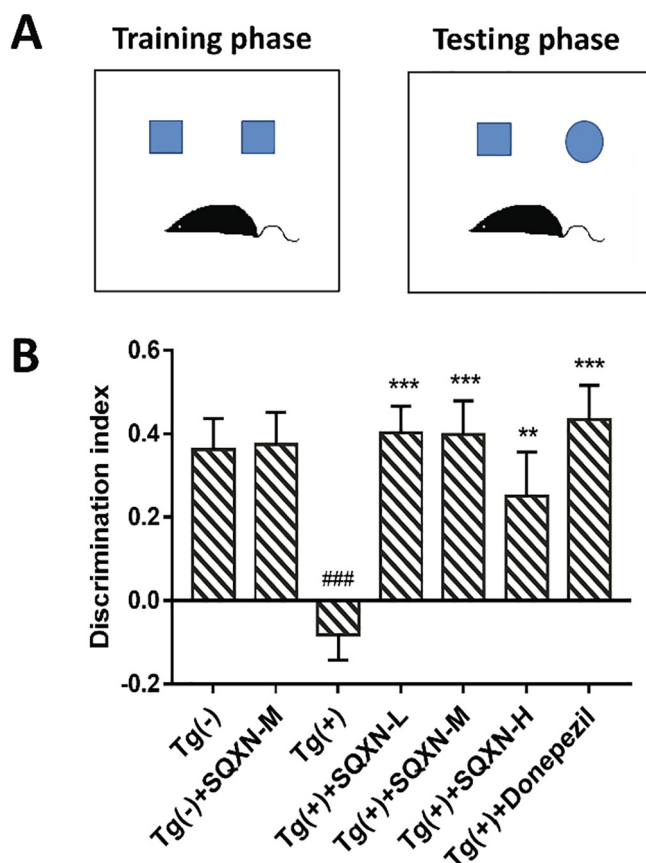 A
Training phase
Testing phase
B
Discrimination index
0.6
0.4
0.2
0.0
-0.2
###
***
***
**
***
Tg(-)
Tg(-)+SQXN-M
Tg(+)
Tg(+)+SQXN-L
Tg(+)+SQXN-M
Tg(+)+SQXN-H
Tg(+)+Donepezil